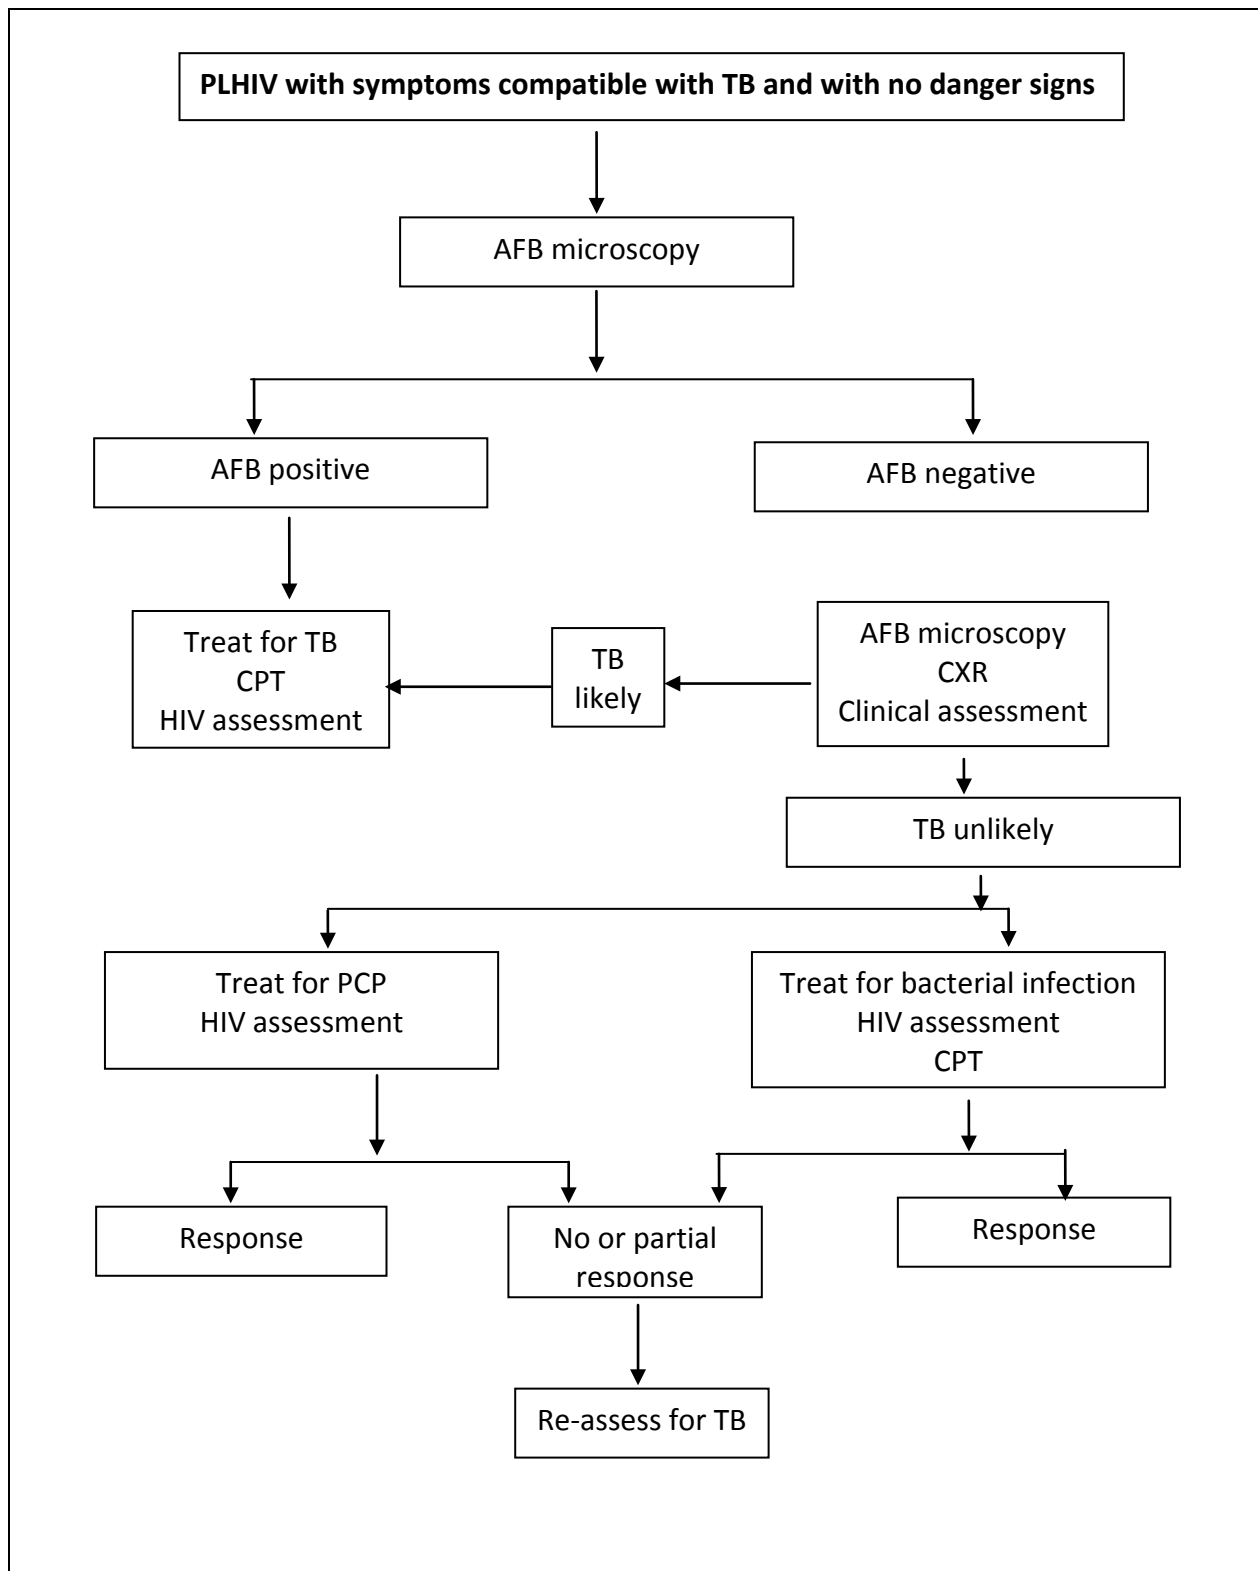 PLHIV with symptoms compatible with TB and with no danger signs
AFB microscopy
AFB positive
AFB negative
Treat for TB
CPT
HIV assessment
TB
likely
AFB microscopy
CXR
Clinical assessment
TB unlikely
Treat for PCP
HIV assessment
Treat for bacterial infection
HIV assessment
CPT
Response
No or partial
response
Response
Re-assess for TB